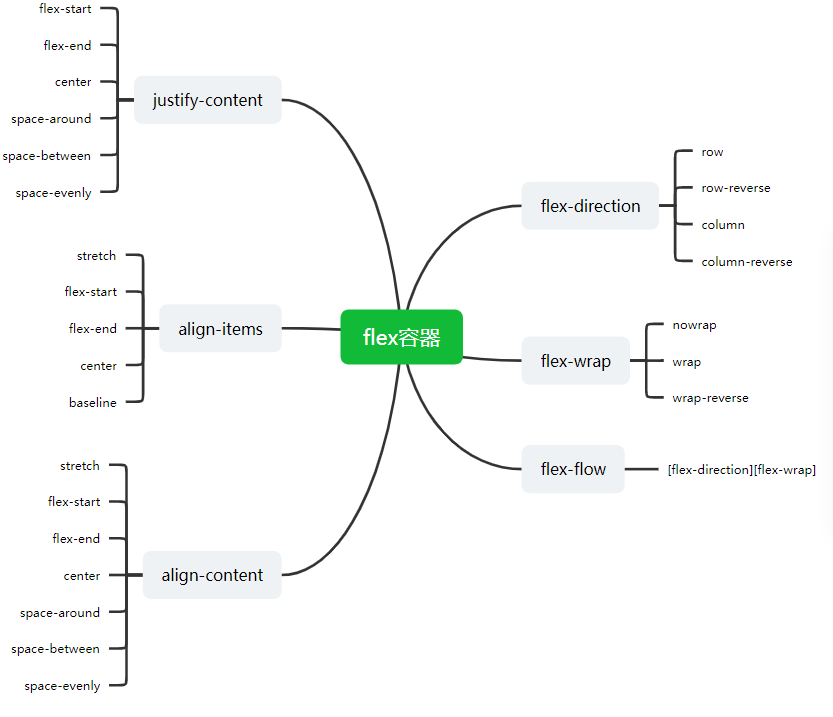 flex容器
flex-direction
row
row-reverse
column
column-reverse
flex-wrap
nowrap
wrap
wrap-reverse
flex-flow
[flex-direction][flex-wrap]
justify-content
flex-start
flex-end
center
space-around
space-between
space-evenly
align-items
stretch
flex-start
flex-end
center
baseline
align-content
stretch
flex-start
flex-end
center
space-around
space-between
space-evenly